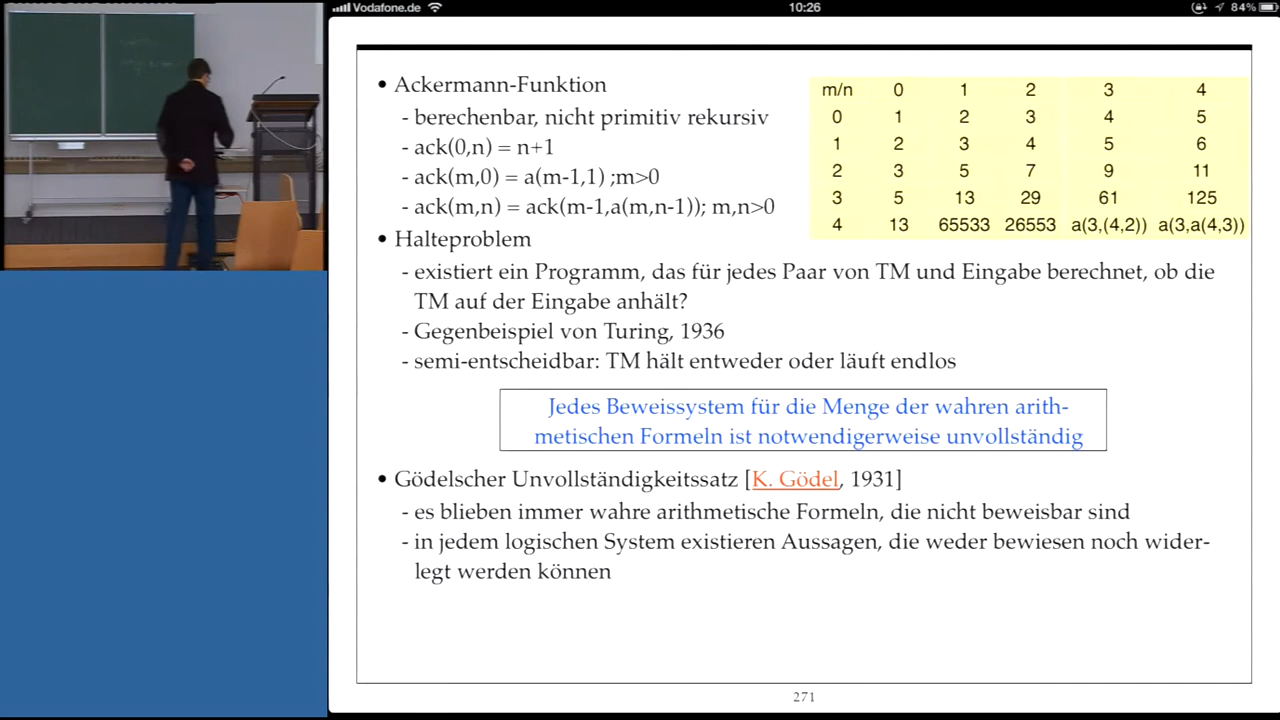 Vodafone.de 10:26 84%
• Ackermann-Funktion
- berechenbar, nicht primitiv rekursiv
- ack(0,n) = n+1
- ack(m,0) = a(m-1,1) ;m>0
- ack(m,n) = ack(m-1,a(m,n-1)); m,n>0
m/n 0 1 2 3 4
0 1 2 3 4 5
1 2 3 4 5 6
2 3 5 7 9 11
3 5 13 29 61 125
4 13 65533 26553 a(3,(4,2)) a(3,a(4,3))
• Halteproblem
- existiert ein Programm, das für jedes Paar von TM und Eingabe berechnet, ob die
TM auf der Eingabe anhält?
- Gegenbeispiel von Turing, 1936
- semi-entscheidbar: TM hält entweder oder läuft endlos
Jedes Beweissystem für die Menge der wahren arith-
metischen Formeln ist notwendigerweise unvollständig
• Gödelscher Unvollständigkeitssatz [K. Gödel, 1931]
- es blieben immer wahre arithmetische Formeln, die nicht beweisbar sind
- in jedem logischen System existieren Aussagen, die weder bewiesen noch wider-
legt werden können
271